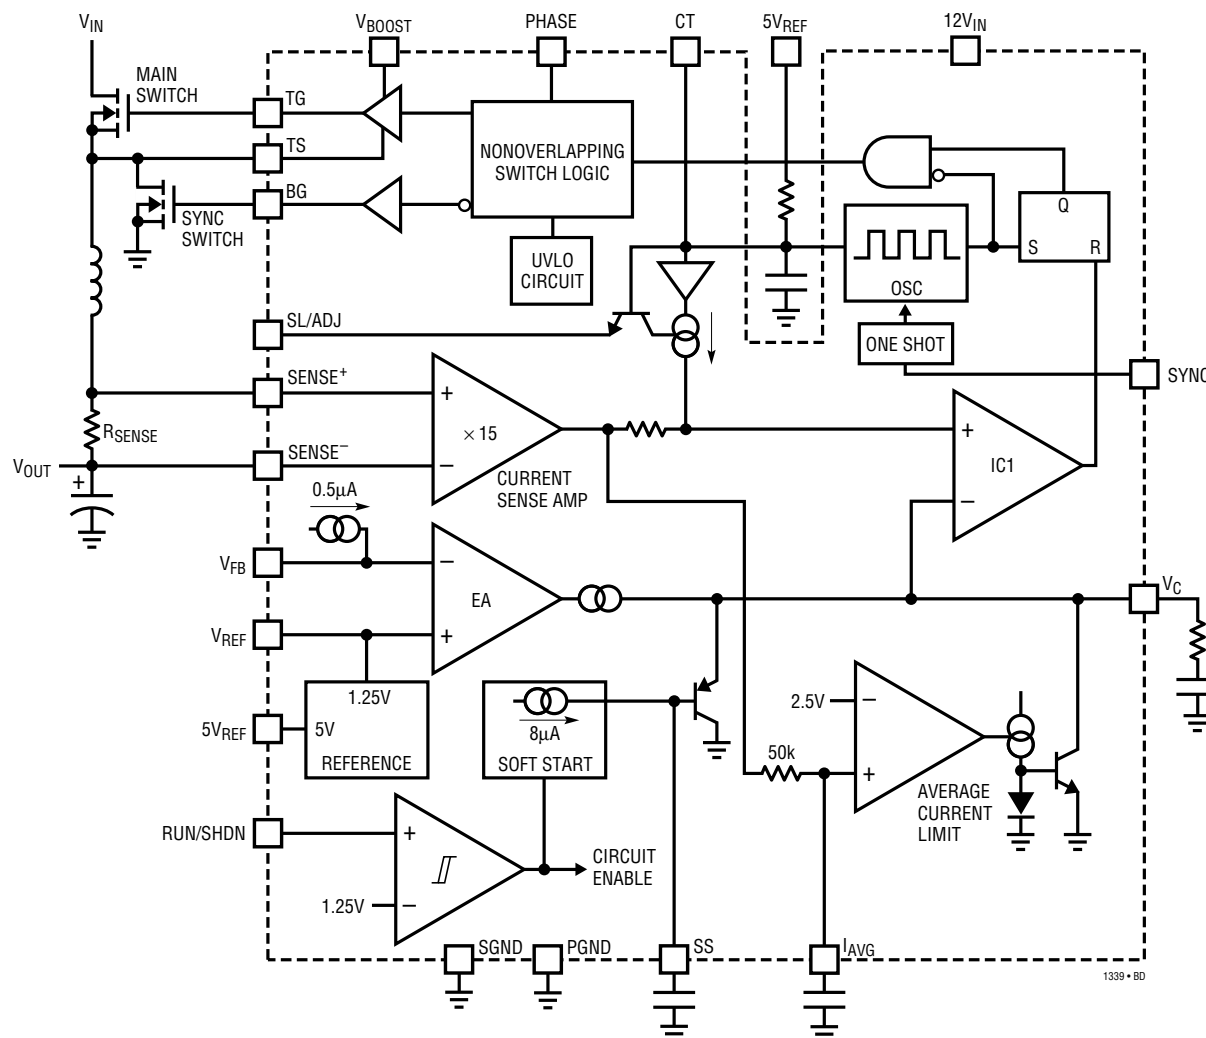 VIN
VBOOST
PHASE
CT
5VREF
12VIN
MAIN
SWITCH
TG
TS
BG
NONOVERLAPPING
SWITCH LOGIC
SYNC
SWITCH
UVLO
CIRCUIT
Q
S
R
OSC
ONE SHOT
SYNC
SL/ADJ
SENSE+
+
× 15
RSENSE
SENSE−
−
VOUT
+
CURRENT
SENSE AMP
+
IC1
−
0.5µA
VFB
−
EA
VC
VREF
+
1.25V
5VREF
5V
REFERENCE
8µA
SOFT START
2.5V
−
50k
+
AVERAGE
CURRENT
LIMIT
RUN/SHDN
+
1.25V
−
CIRCUIT
ENABLE
SGND
PGND
SS
IAVG
1339 • BD